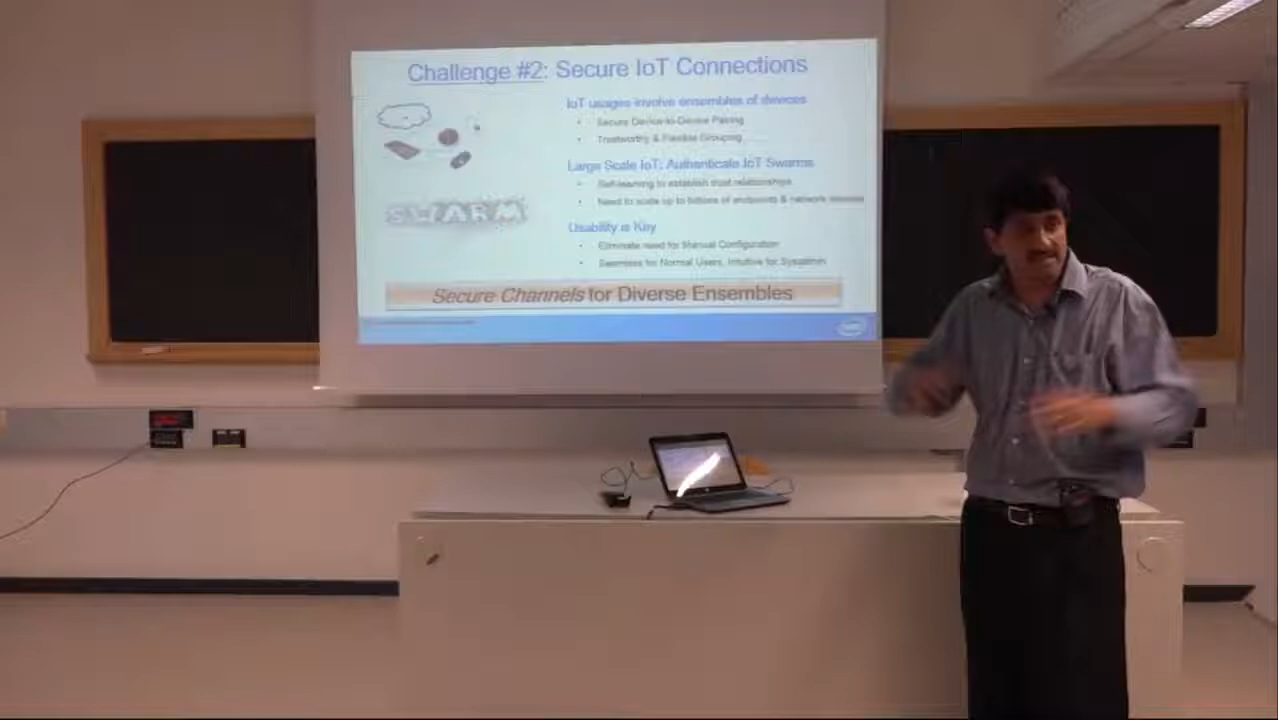 Challenge #2: Secure IoT Connections
IoT usages involve ensembles of devices
• Secure Device-to-Device Pairing
• Trustworthy & Flexible Grouping
Large Scale IoT: Authenticate IoT Swarms
• Self-learning to establish trust relationships
• Need to scale up to billions of endpoints & network
SWARM
Usability is Key
• Eliminate need for Manual Configuration
• Seamless for Normal Users, Intuitive for Sysadmin
Secure Channels for Diverse Ensembles
(intel)